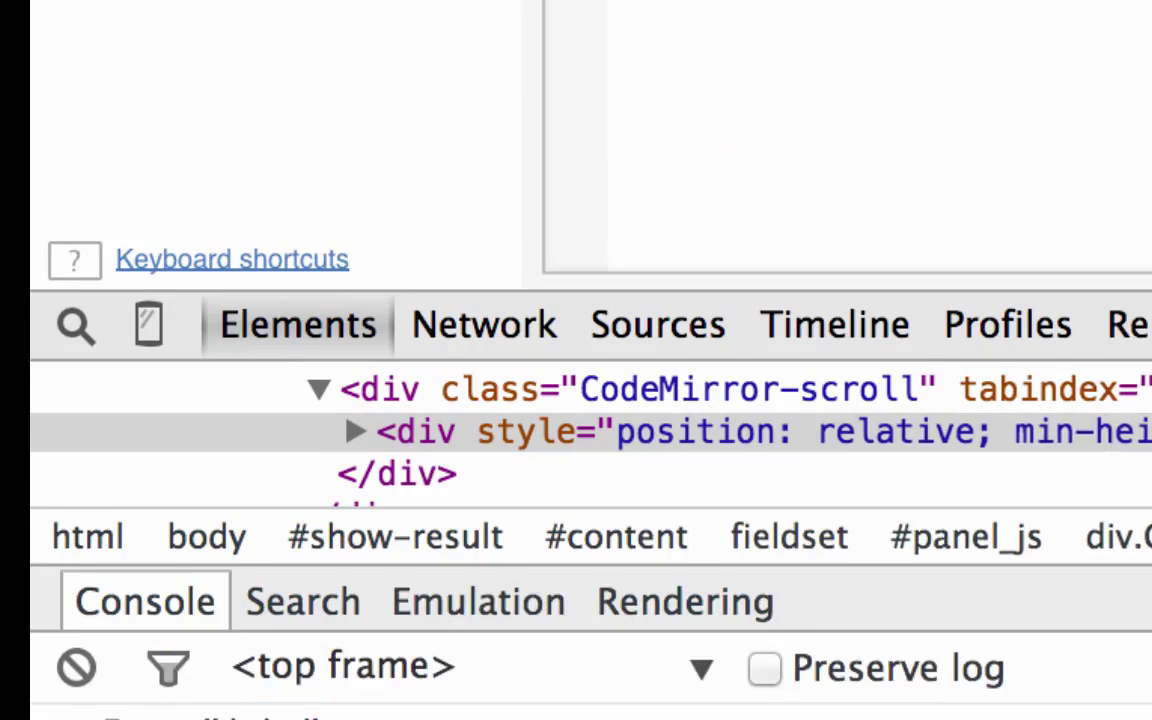 ? Keyboard shortcuts
Elements Network Sources Timeline Profiles Re
▼<div class="CodeMirror-scroll" tabindex="
▶<div style="position: relative; min-hei
</div>
html body #show-result #content fieldset #panel_js div.C
Console Search Emulation Rendering
<top frame> ▼ Preserve log